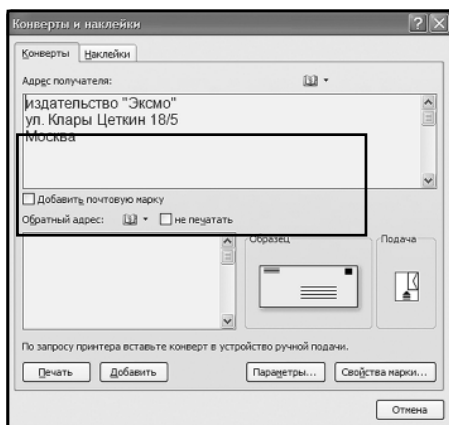 Конверты и наклейки
Конверты Наклейки
Адрес получателя:
издательство "Эксмо"
ул. Клары Цеткин 18/5
Москва
Добавить почтовую марку
Обратный адрес: не печатать
Образец Подача
По запросу принтера вставьте конверт в устройство ручной подачи.
Печать Добавить Параметры... Свойства марки...
Отмена